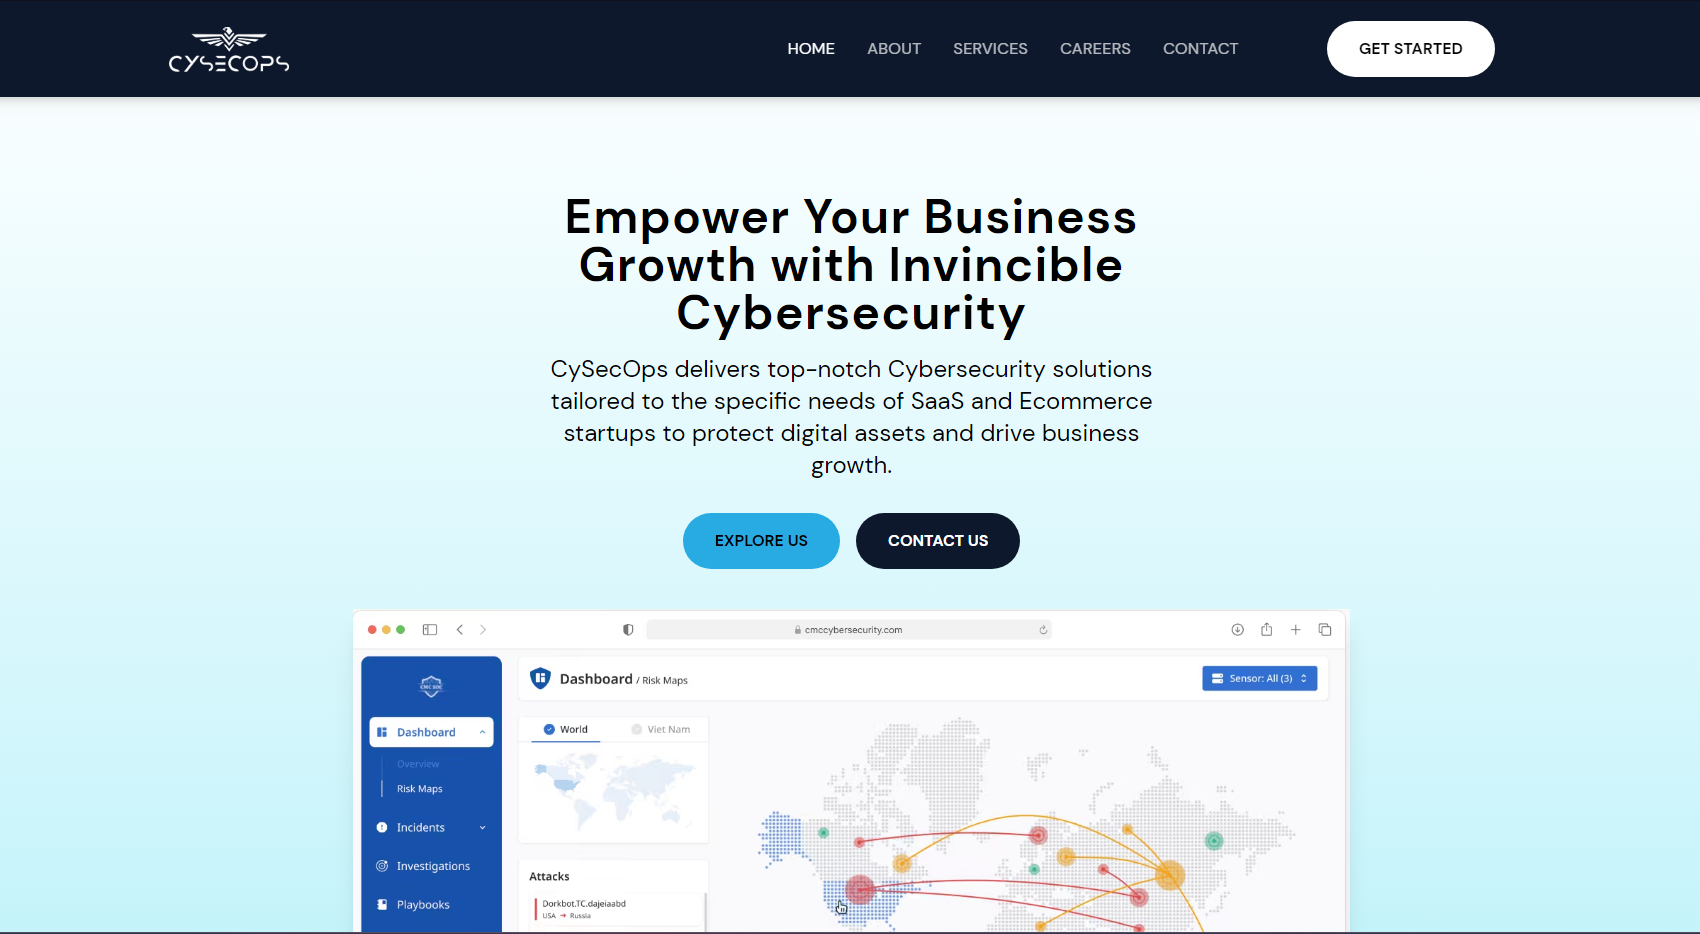 CYSECOPS
HOME ABOUT SERVICES CAREERS CONTACT GET STARTED
Empower Your Business
Growth with Invincible
Cybersecurity
CySecOps delivers top-notch Cybersecurity solutions
tailored to the specific needs of SaaS and Ecommerce
startups to protect digital assets and drive business
growth.
EXPLORE US CONTACT US
cmccybersecurity.com
CMC SOC
Dashboard / Risk Maps
Sensor: All (3)
Dashboard
Overview
Risk Maps
Incidents
Investigations
Playbooks
World Viet Nam
Attacks
Dorkbot.TC.dajeiaabd
USA → Russia